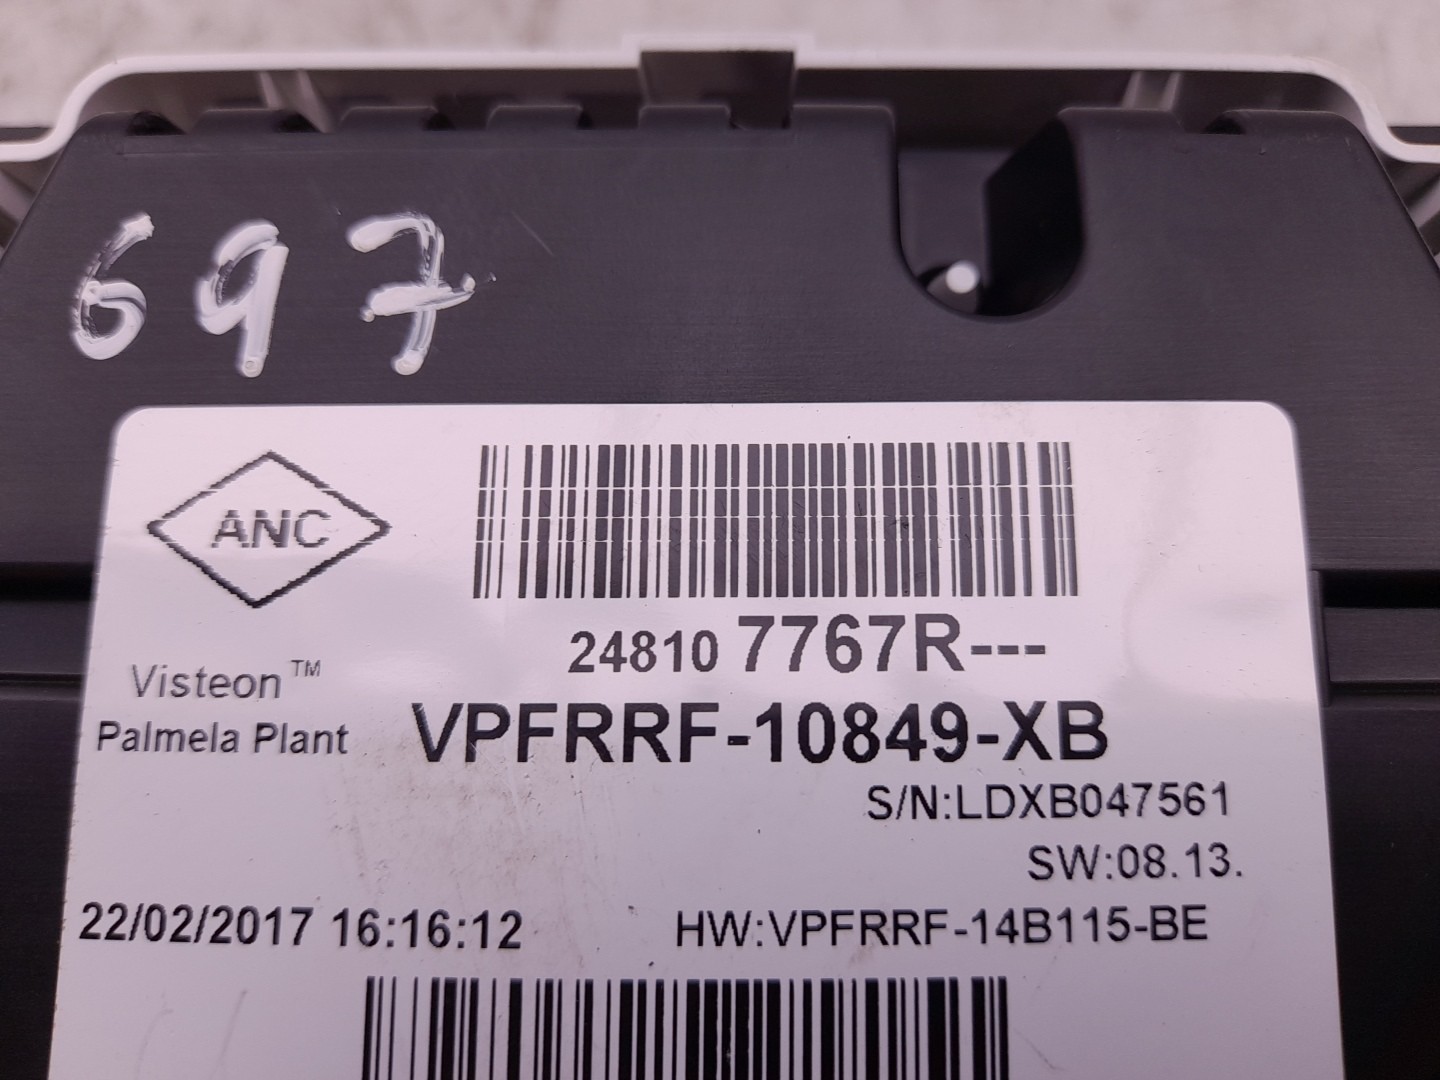 697
ANC
24810 7767R---
Visteon™
Palmela Plant
VPFRRF-10849-XB
S/N:LDXB047561
SW:08.13.
22/02/2017 16:16:12
HW:VPFRRF-14B115-BE